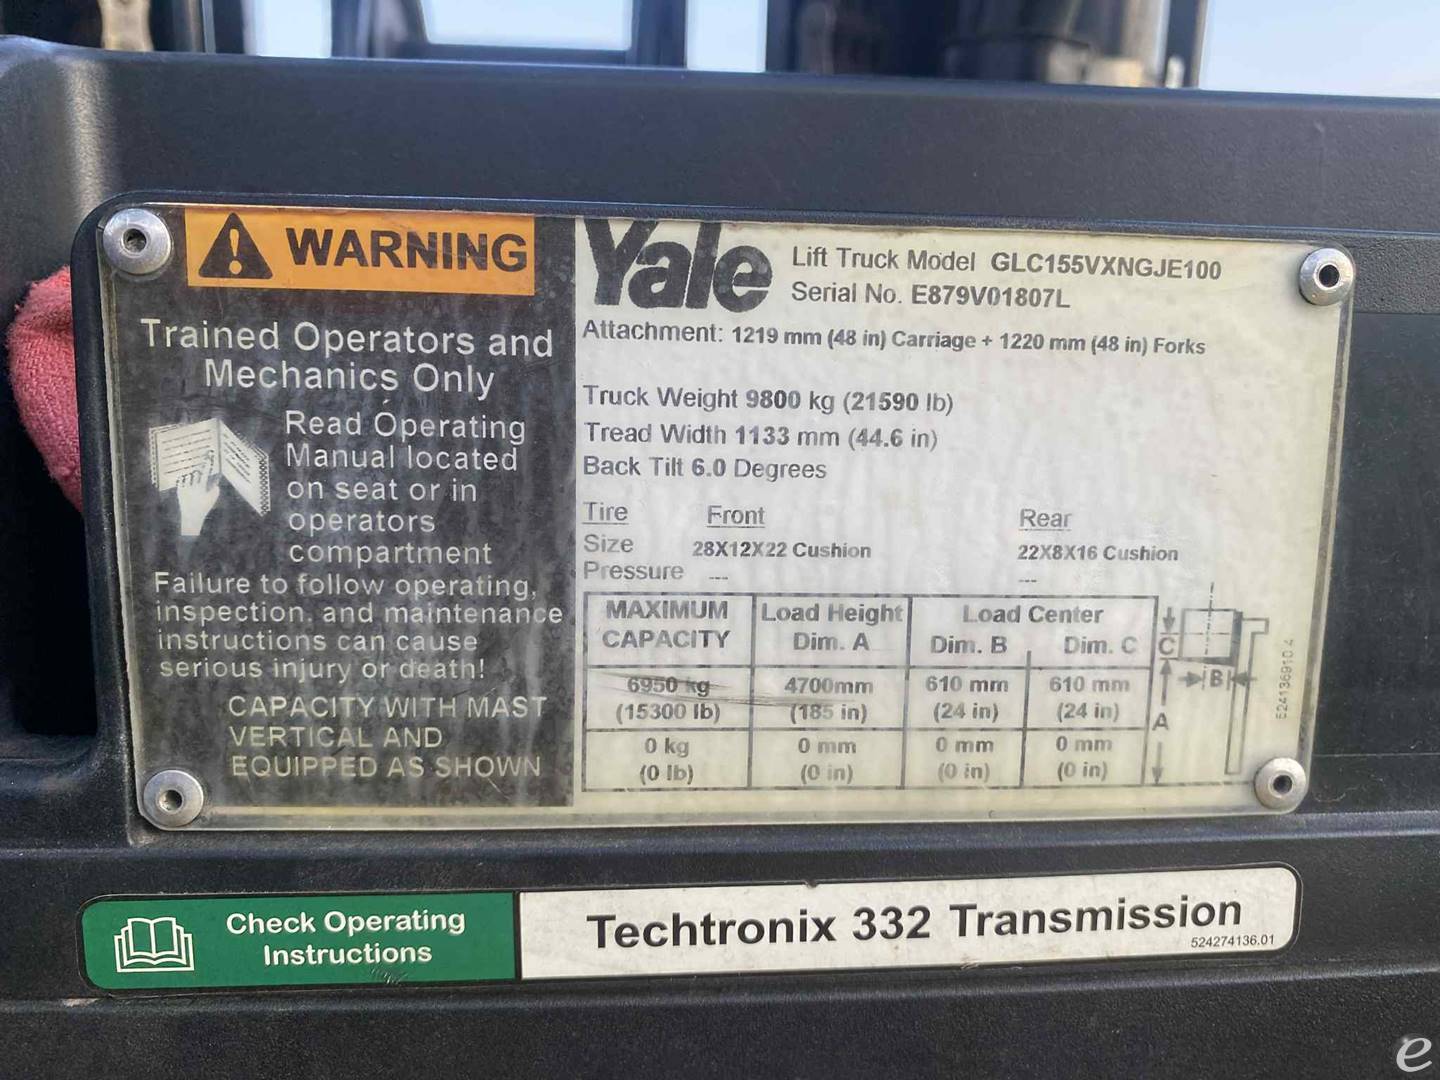 WARNING
Trained Operators and
Mechanics Only
Read Operating
Manual located
on seat or in
operators
compartment
Failure to follow operating,
inspection, and maintenance
instructions can cause
serious injury or death!
CAPACITY WITH MAST
VERTICAL AND
EQUIPPED AS SHOWN
Yale
Lift Truck Model GLC155VXNGJE100
Serial No. E879V01807L
Attachment: 1219 mm (48 in) Carriage + 1220 mm (48 in) Forks
Truck Weight 9800 kg (21590 lb)
Tread Width 1133 mm (44.6 in)
Back Tilt 6.0 Degrees
Tire Front Rear
Size 28X12X22 Cushion 22X8X16 Cushion
Pressure --- ---
MAXIMUM CAPACITY Load Height Dim. A Load Center Dim. B Dim. C
6950 kg 4700mm 610 mm 610 mm
(15300 lb) (185 in) (24 in) (24 in)
0 kg 0 mm 0 mm 0 mm
(0 lb) (0 in) (0 in) (0 in)
C
B
A
524136910.4
Check Operating
Instructions
Techtronix 332 Transmission
524274136.01
e